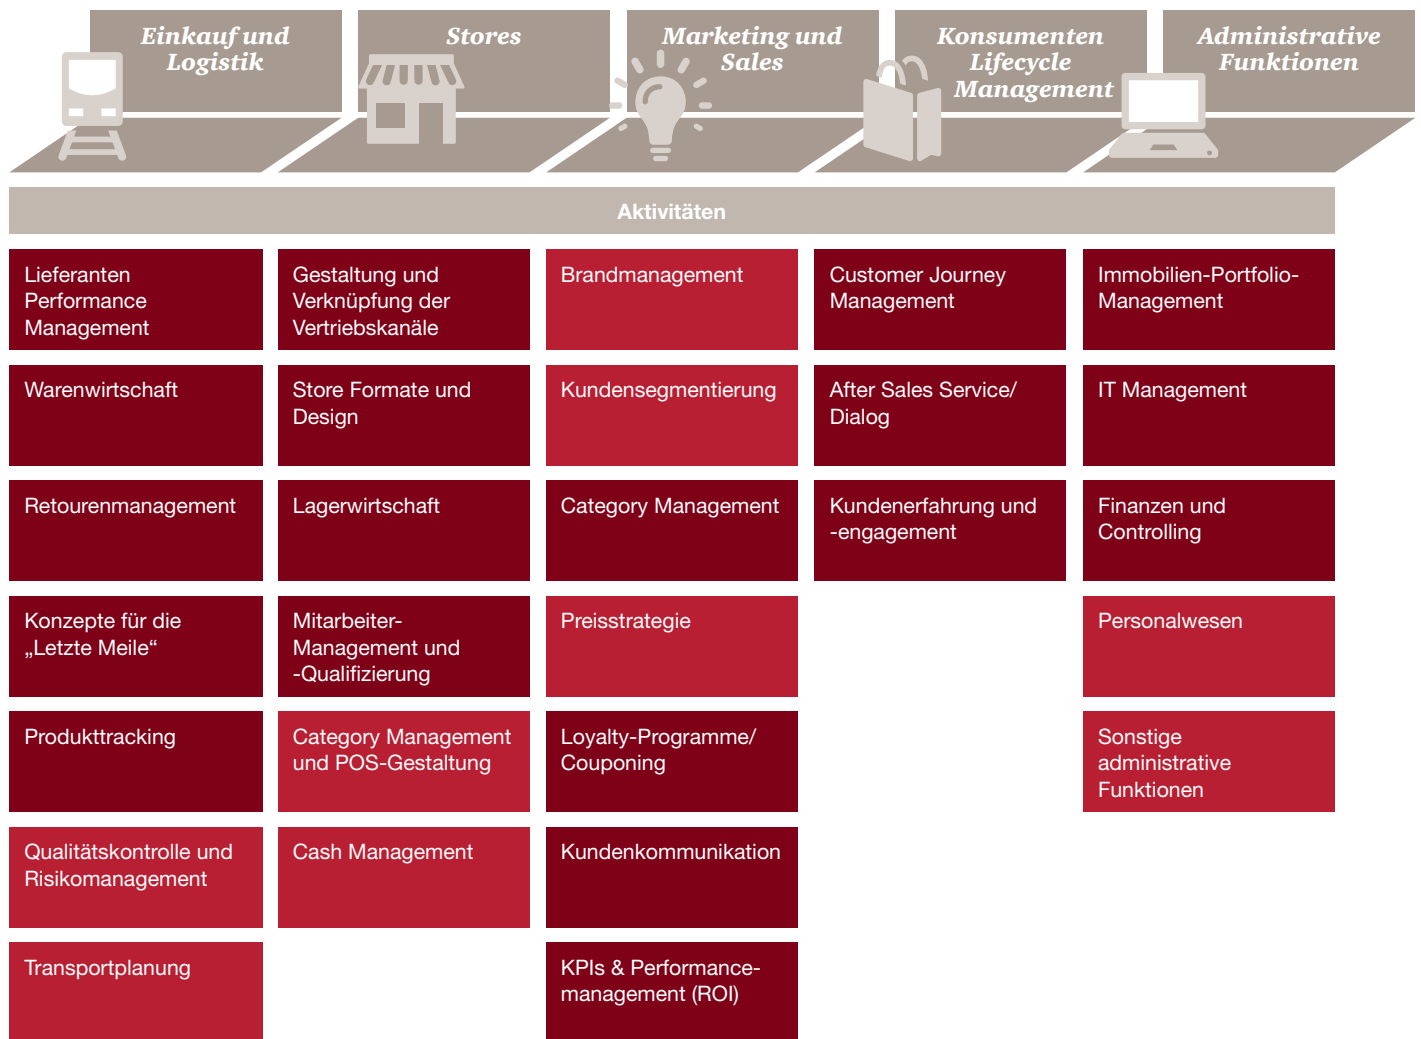 Einkauf und
Logistik
Stores
Marketing und
Sales
Konsumenten
Lifecycle
Management
Administrative
Funktionen
Aktivitäten
Lieferanten
Performance
Management
Gestaltung und
Verknüpfung der
Vertriebskanäle
Brandmanagement
Customer Journey
Management
Immobilien-Portfolio-
Management
Warenwirtschaft
Store Formate und
Design
Kundensegmentierung
After Sales Service/
Dialog
IT Management
Retourenmanagement
Lagerwirtschaft
Category Management
Kundenerfahrung und
-engagement
Finanzen und
Controlling
Konzepte für die
„Letzte Meile“
Mitarbeiter-
Management und
-Qualifizierung
Preisstrategie
Personalwesen
Produkttracking
Category Management
und POS-Gestaltung
Loyalty-Programme/
Couponing
Sonstige
administrative
Funktionen
Qualitätskontrolle und
Risikomanagement
Cash Management
Kundenkommunikation
Transportplanung
KPIs & Performance-
management (ROI)